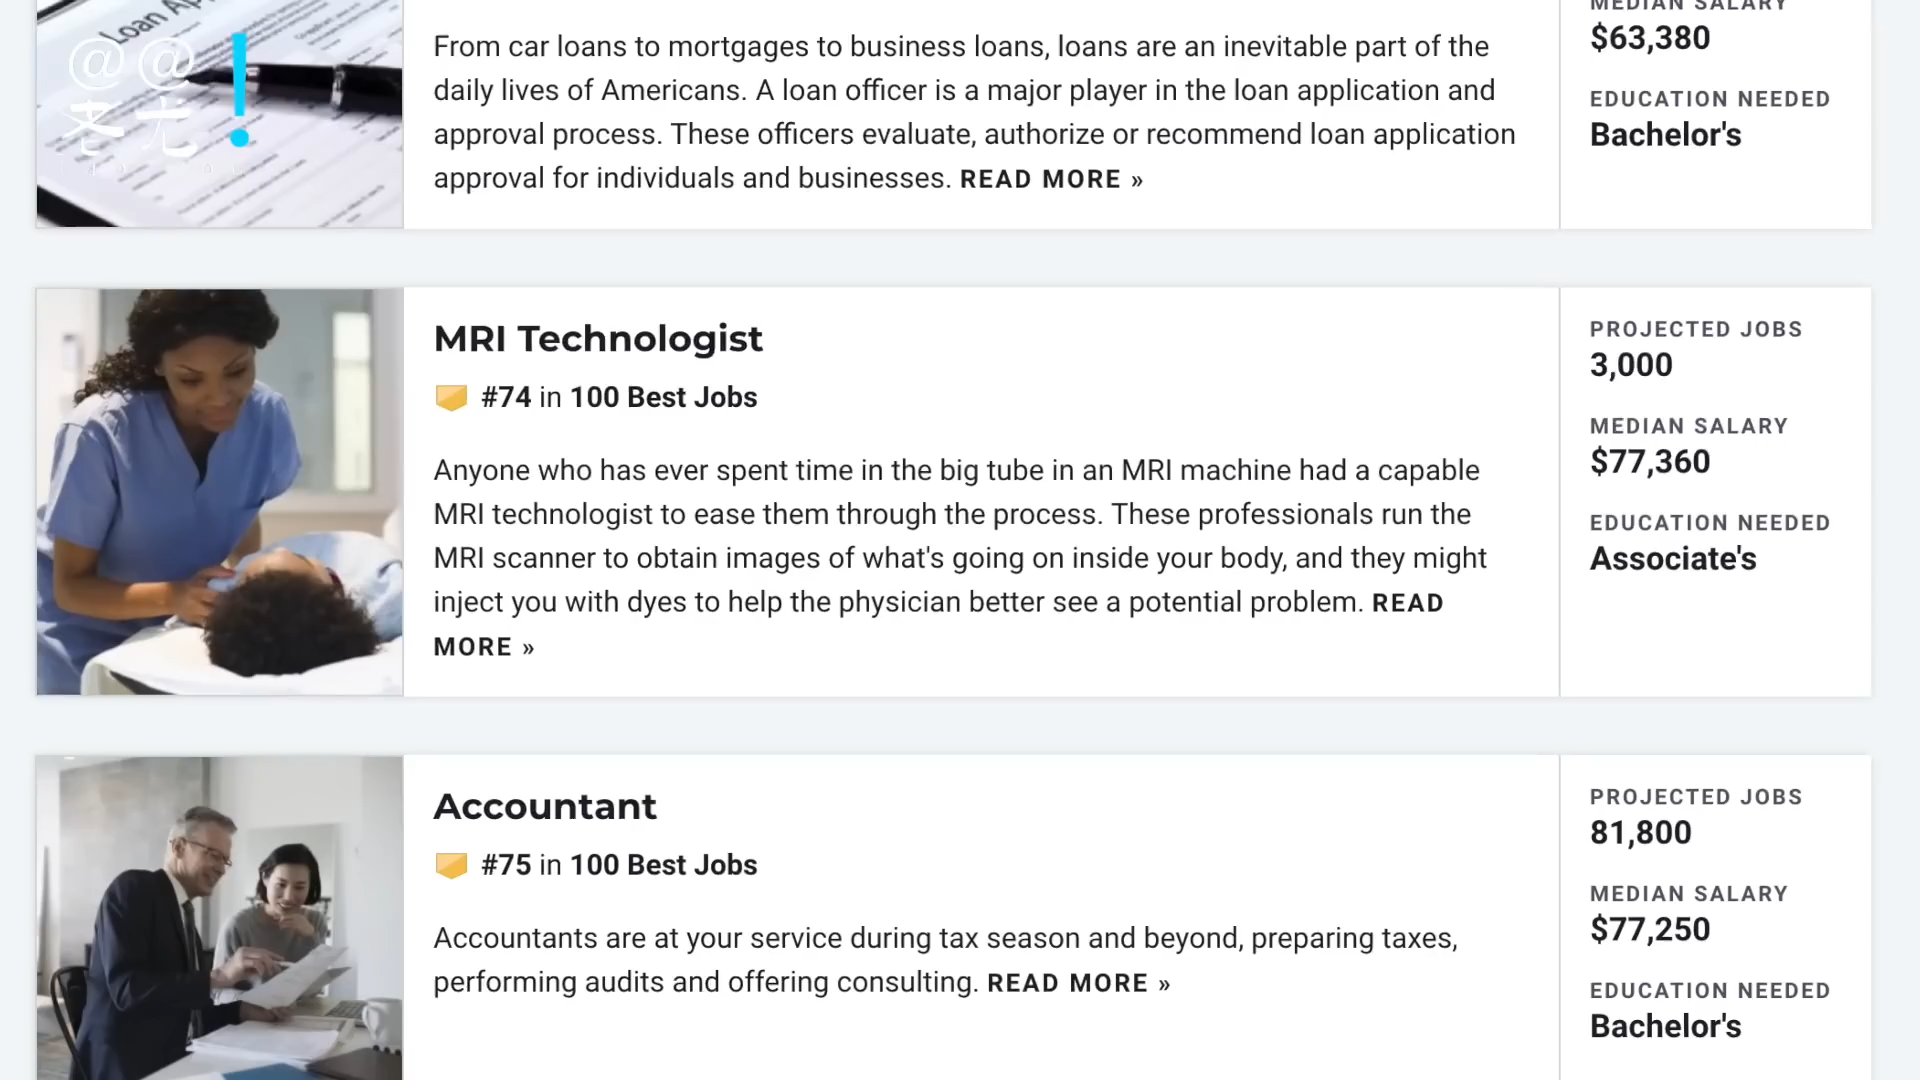 Loan Ap
@@
老尤
!
MEDIAN SALARY
$63,380
EDUCATION NEEDED
Bachelor's
From car loans to mortgages to business loans, loans are an inevitable part of the
daily lives of Americans. A loan officer is a major player in the loan application and
approval process. These officers evaluate, authorize or recommend loan application
approval for individuals and businesses. READ MORE »
MRI Technologist
#74 in 100 Best Jobs
Anyone who has ever spent time in the big tube in an MRI machine had a capable
MRI technologist to ease them through the process. These professionals run the
MRI scanner to obtain images of what's going on inside your body, and they might
inject you with dyes to help the physician better see a potential problem. READ
MORE »
PROJECTED JOBS
3,000
MEDIAN SALARY
$77,360
EDUCATION NEEDED
Associate's
Accountant
#75 in 100 Best Jobs
Accountants are at your service during tax season and beyond, preparing taxes,
performing audits and offering consulting. READ MORE »
PROJECTED JOBS
81,800
MEDIAN SALARY
$77,250
EDUCATION NEEDED
Bachelor's